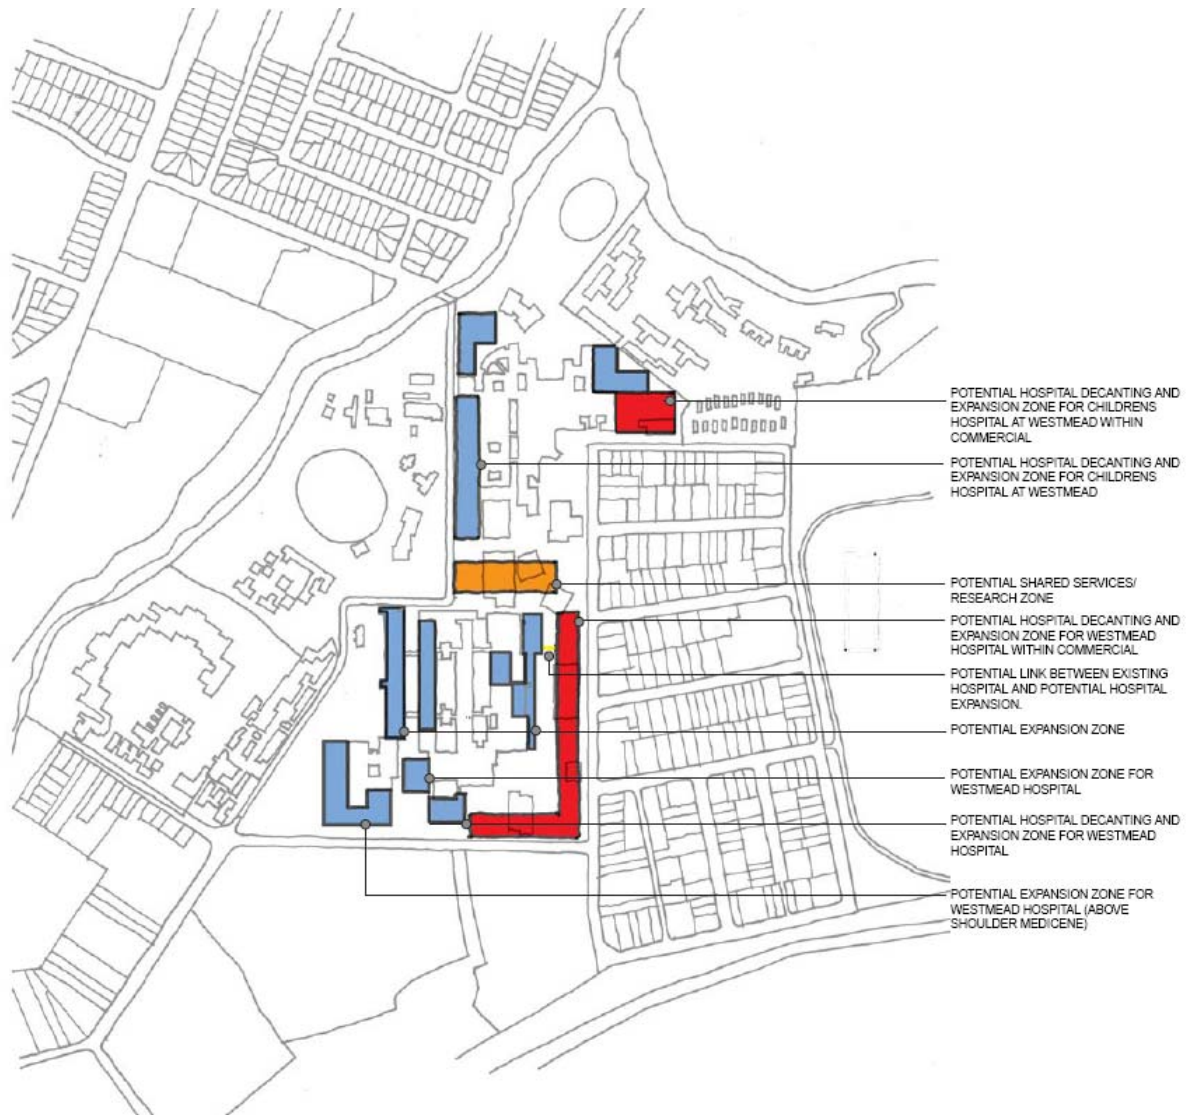 POTENTIAL HOSPITAL DECANTING AND
EXPANSION ZONE FOR CHILDRENS
HOSPITAL AT WESTMEAD WITHIN
COMMERCIAL
POTENTIAL HOSPITAL DECANTING AND
EXPANSION ZONE FOR CHILDRENS
HOSPITAL AT WESTMEAD
POTENTIAL SHARED SERVICES/
RESEARCH ZONE
POTENTIAL HOSPITAL DECANTING AND
EXPANSION ZONE FOR WESTMEAD
HOSPITAL WITHIN COMMERCIAL
POTENTIAL LINK BETWEEN EXISTING
HOSPITAL AND POTENTIAL HOSPITAL
EXPANSION.
POTENTIAL EXPANSION ZONE
POTENTIAL EXPANSION ZONE FOR
WESTMEAD HOSPITAL
POTENTIAL HOSPITAL DECANTING AND
EXPANSION ZONE FOR WESTMEAD
HOSPITAL
POTENTIAL EXPANSION ZONE FOR
WESTMEAD HOSPITAL (ABOVE
SHOULDER MEDICENE)